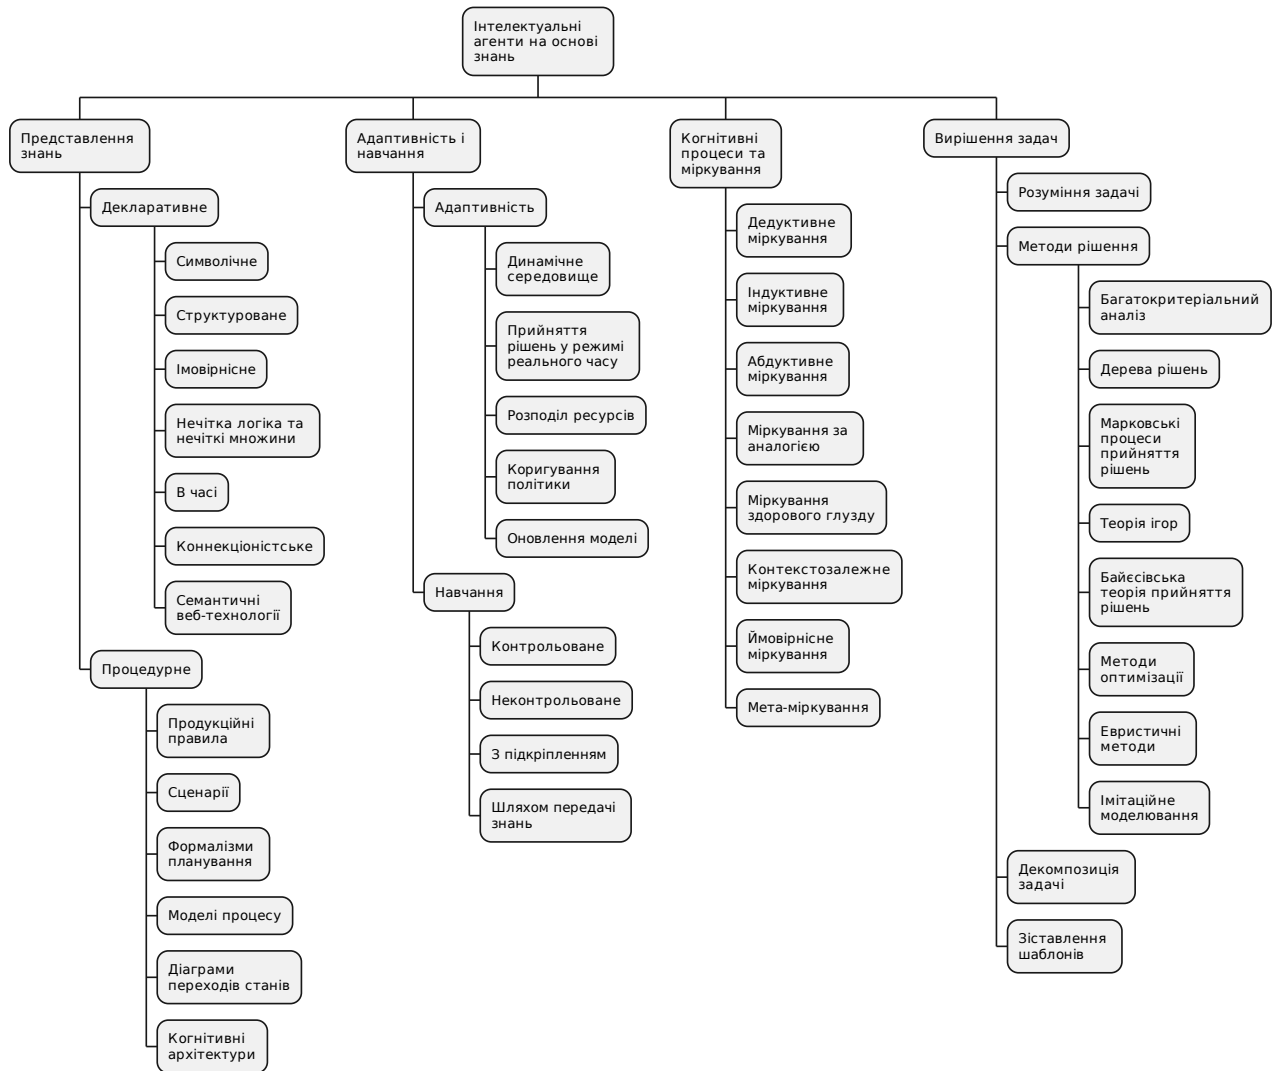 Інтелектуальні
агенти на основі
знань
Представлення
знань
Декларативне
Символічне
Структуроване
Імовірнісне
Нечітка логіка та
нечіткі множини
В часі
Коннекціоністське
Семантичні
веб-технології
Процедурне
Продукційні
правила
Сценарії
Формалізми
планування
Моделі процесу
Діаграми
переходів станів
Когнітивні
архітектури
Адаптивність і
навчання
Адаптивність
Динамічне
середовище
Прийняття
рішень у режимі
реального часу
Розподіл ресурсів
Коригування
політики
Оновлення моделі
Навчання
Контрольоване
Неконтрольоване
З підкріпленням
Шляхом передачі
знань
Когнітивні
процеси та
міркування
Дедуктивне
міркування
Індуктивне
міркування
Абдуктивне
міркування
Міркування за
аналогією
Міркування
здорового глузду
Контекстозалежне
міркування
Ймовірнісне
міркування
Мета-міркування
Вирішення задач
Розуміння задачі
Методи рішення
Багатокритеріальний
аналіз
Дерева рішень
Марковські
процеси
прийняття
рішень
Теорія ігор
Байєсівська
теорія прийняття
рішень
Методи
оптимізації
Евристичні
методи
Імітаційне
моделювання
Декомпозиція
задачі
Зіставлення
шаблонів